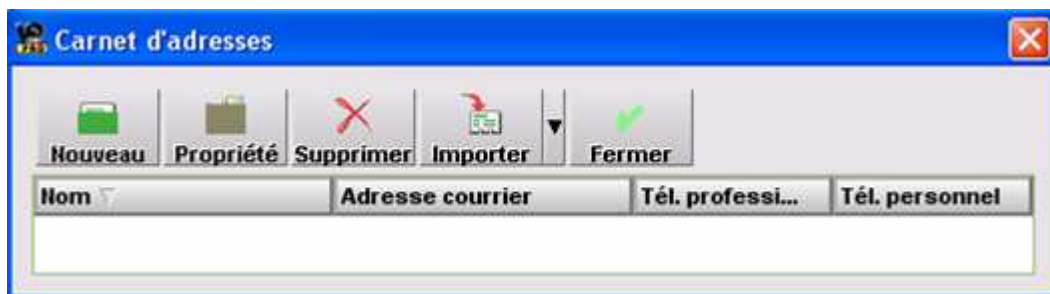 Carnet d'adresses
Nouveau Propriété Supprimer Importer Fermer
Nom Adresse courrier Tél. professi... Tél. personnel